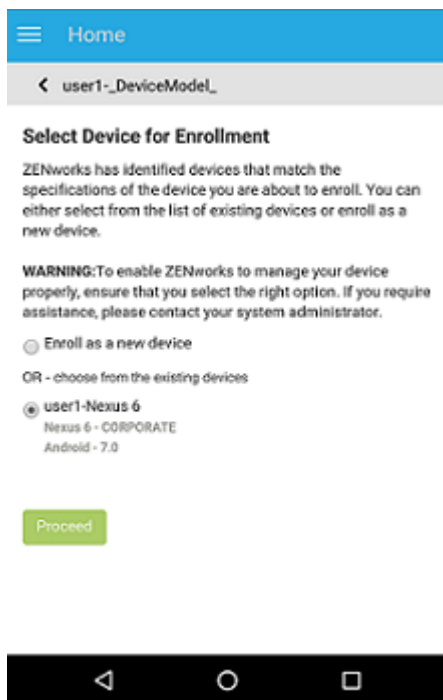 Home
user1-_DeviceModel_
Select Device for Enrollment
ZENworks has identified devices that match the
specifications of the device you are about to enroll. You can
either select from the list of existing devices or enroll as a
new device.
WARNING:To enable ZENworks to manage your device
properly, ensure that you select the right option. If you require
assistance, please contact your system administrator.
Enroll as a new device
OR - choose from the existing devices
user1-Nexus 6
Nexus 6 - CORPORATE
Android - 7.0
Proceed